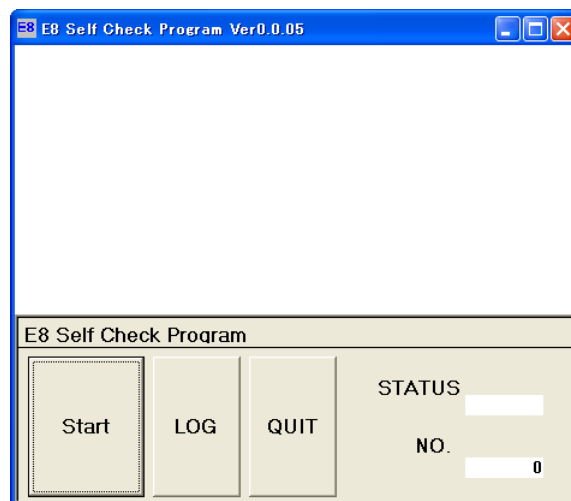 E8 E8 Self Check Program Ver0.0.05
E8 Self Check Program
Start LOG QUIT STATUS
NO.
0